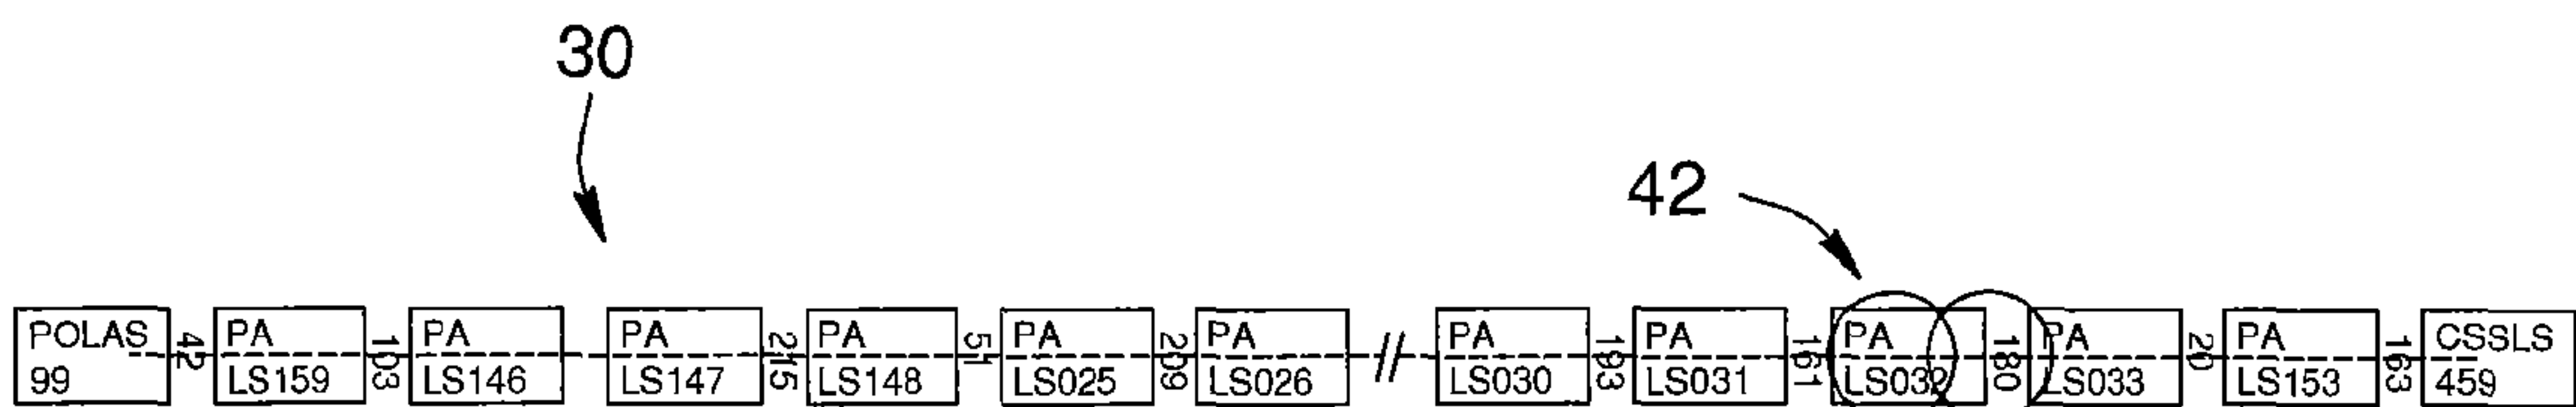 30
42
POLAS
99
42
PA
LS159
103
PA
LS146
PA
LS147
215
PA
LS148
51
PA
LS025
209
PA
LS026
//
PA
LS030
193
PA
LS031
161
PA
LS032
180
PA
LS033
20
PA
LS153
163
CSSLS
459